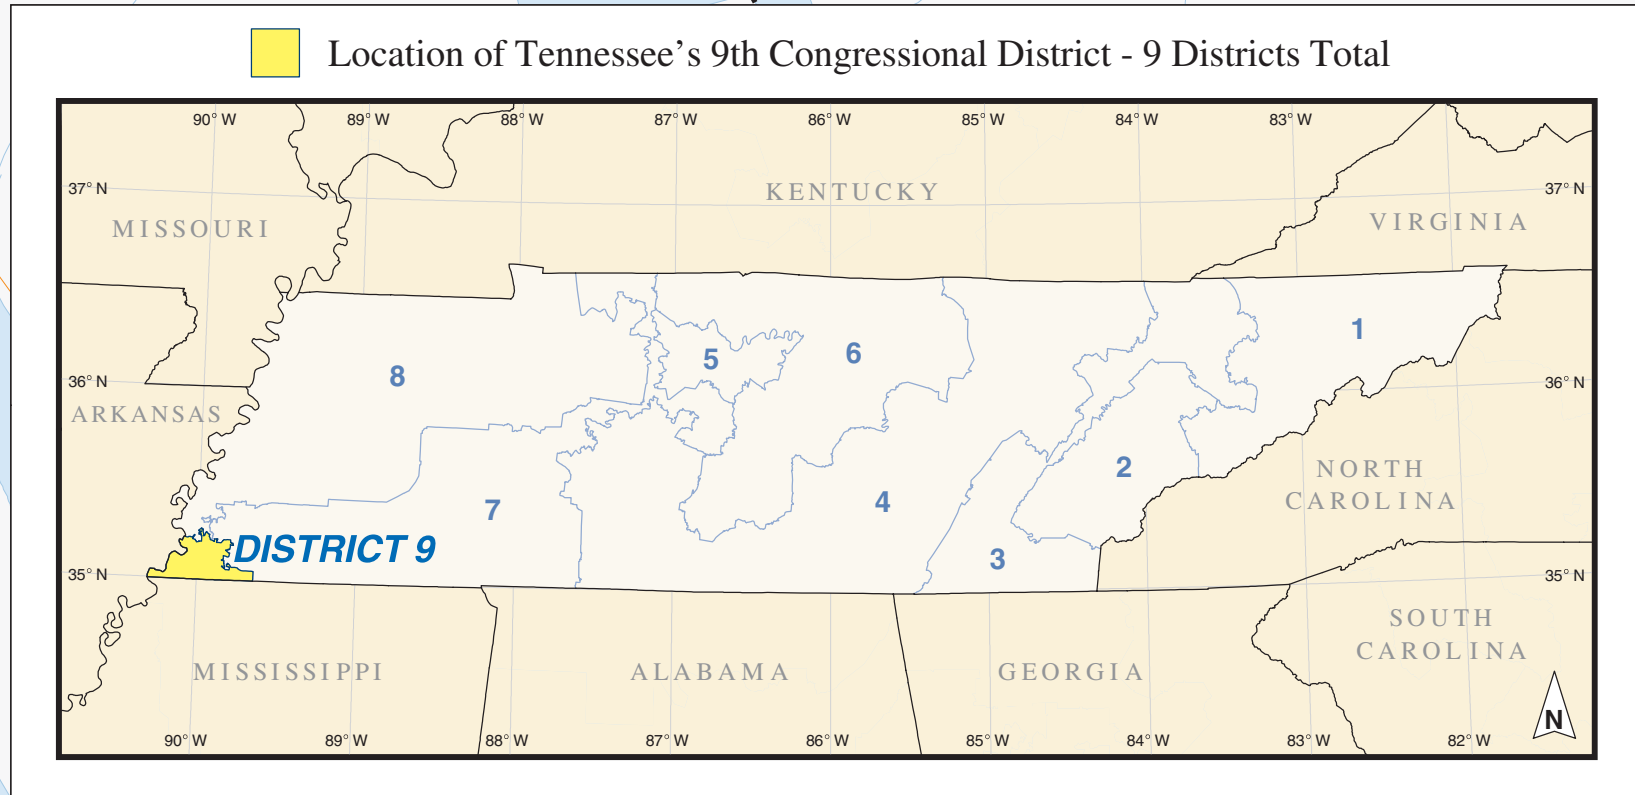 Location of Tennessee’s 9th Congressional District - 9 Districts Total
90° W 89° W 88° W 87° W 86° W 85° W 84° W 83° W
37° N 37° N
KENTUCKY
MISSOURI
VIRGINIA
1
5
6
8
36° N 36° N
ARKANSAS
2
NORTH
CAROLINA
4
7
DISTRICT 9
3
35° N 35° N
SOUTH
CAROLINA
MISSISSIPPI
ALABAMA
GEORGIA
N
90° W 89° W 88° W 87° W 86° W 85° W 84° W 83° W 82° W